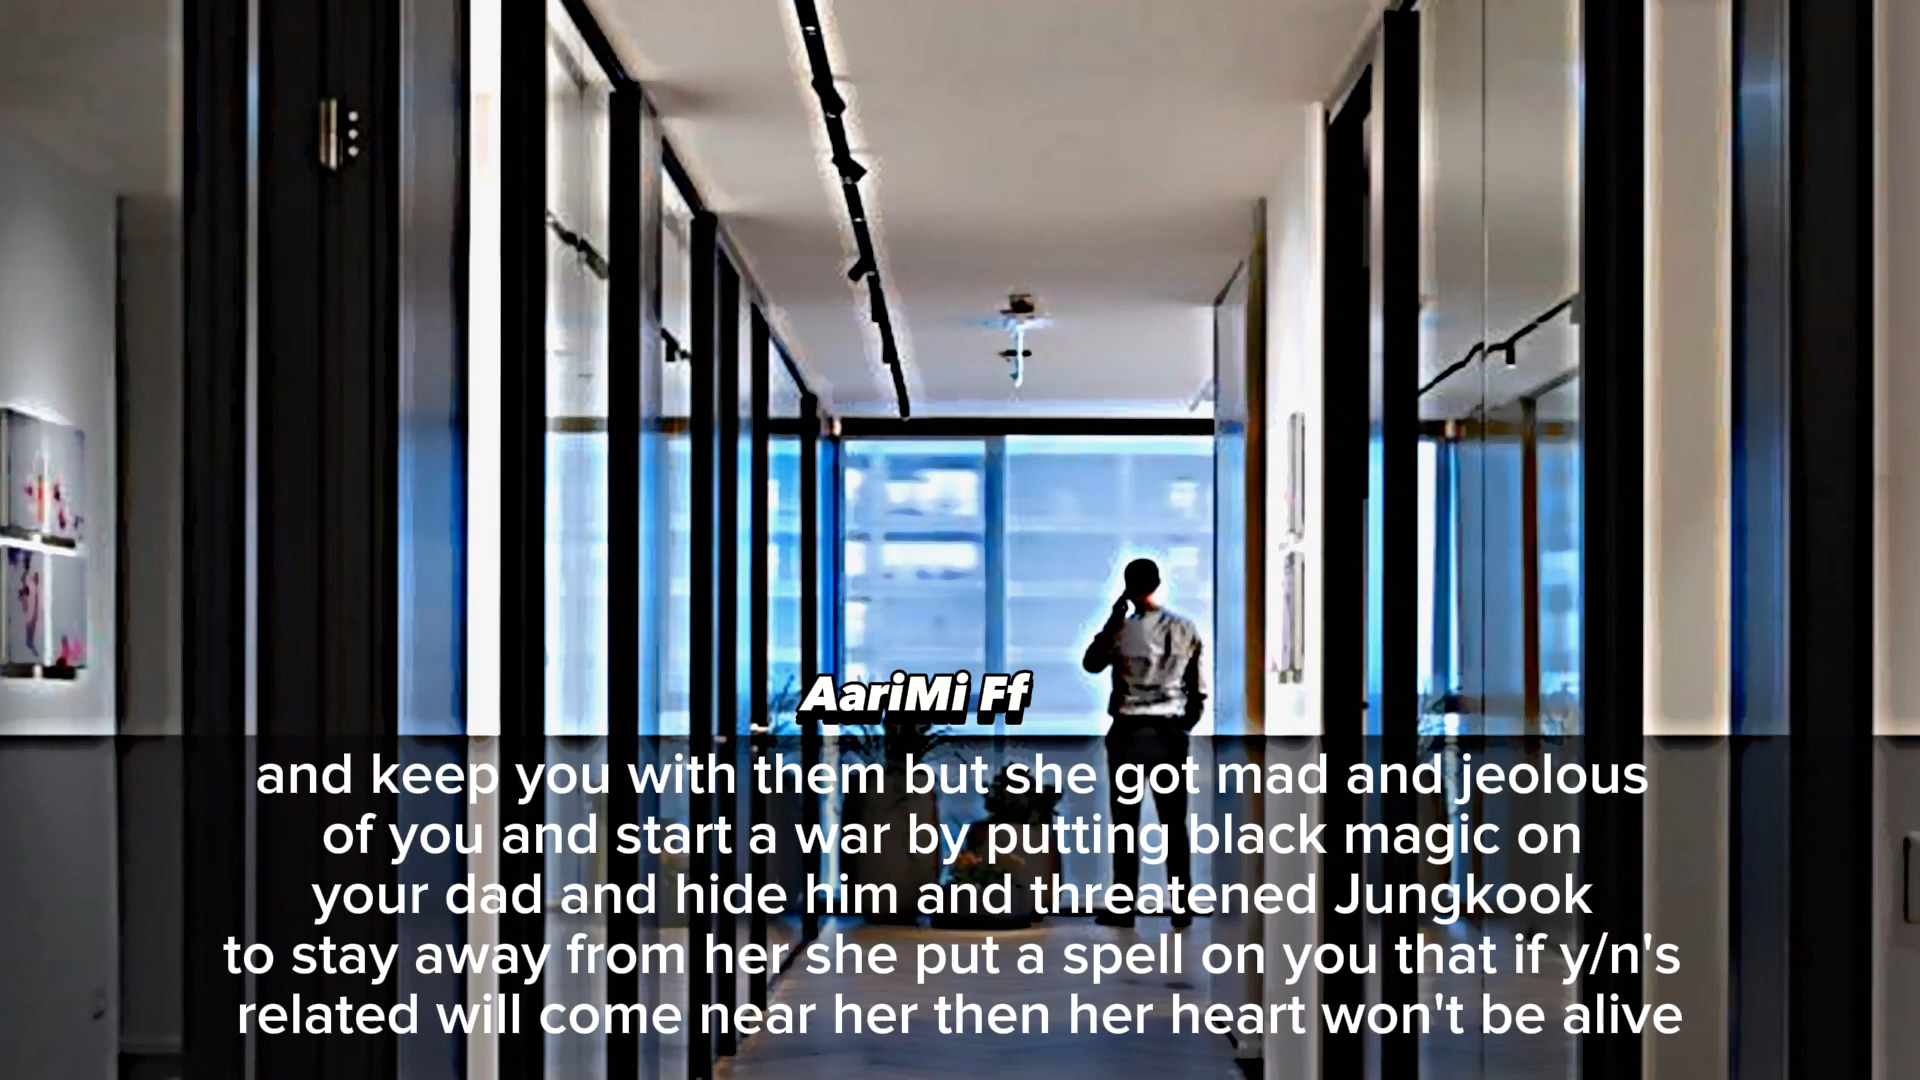 AariMi Ff
and keep you with them but she got mad and jeolous
of you and start a war by putting black magic on
your dad and hide him and threatened Jungkook
to stay away from her she put a spell on you that if y/n's
related will come near her then her heart won't be alive